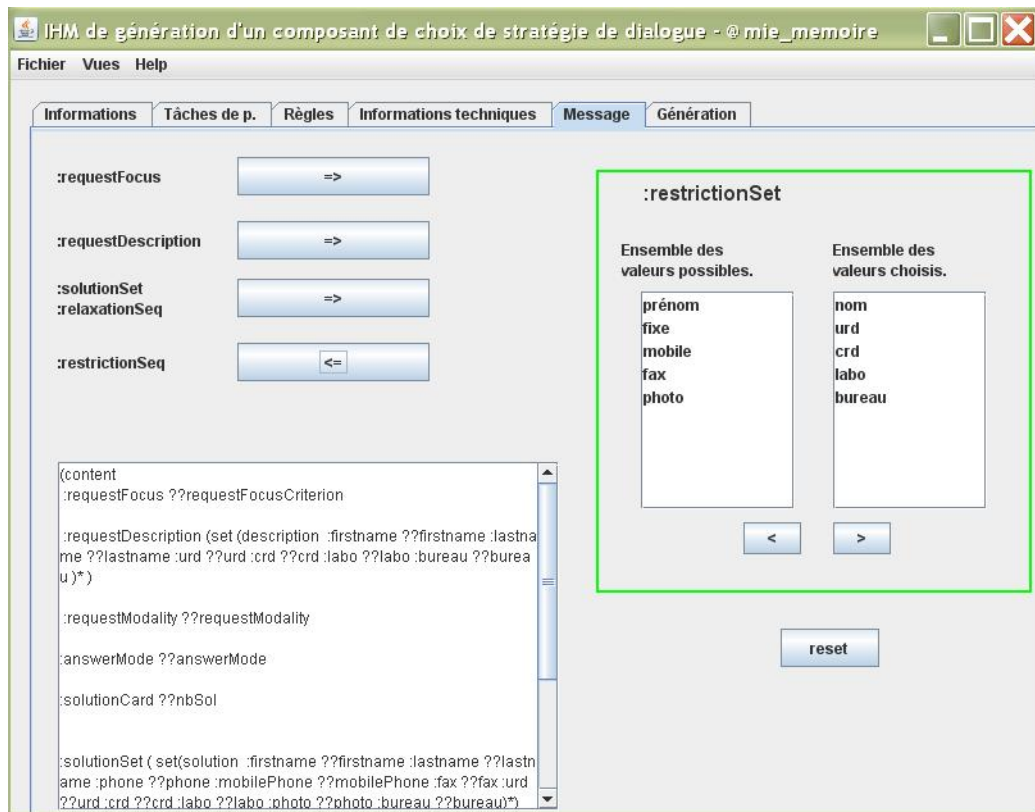 IHM de génération d'un composant de choix de stratégie de dialogue - @ mie_memoire
Fichier Vues Help
Informations Tâches de p. Règles Informations techniques Message Génération
:requestFocus =>
:requestDescription =>
:solutionSet
:relaxationSeq =>
:restrictionSeq <=
(content
:requestFocus ??requestFocusCriterion
:requestDescription (set (description :firstname ??firstname :lastna
me ??lastname :urd ??urd :crd ??crd :labo ??labo :bureau ??burea
u )* )
:requestModality ??requestModality
:answerMode ??answerMode
:solutionCard ??nbSol
:solutionSet ( set(solution :firstname ??firstname :lastname ??lastn
ame :phone ??phone :mobilePhone ??mobilePhone :fax ??fax :urd
??urd :crd ??crd :labo ??labo :photo ??photo :bureau ??bureau)*)
:restrictionSet
Ensemble des
valeurs possibles.
prénom
fixe
mobile
fax
photo
Ensemble des
valeurs choisis.
nom
urd
crd
labo
bureau
< >
reset